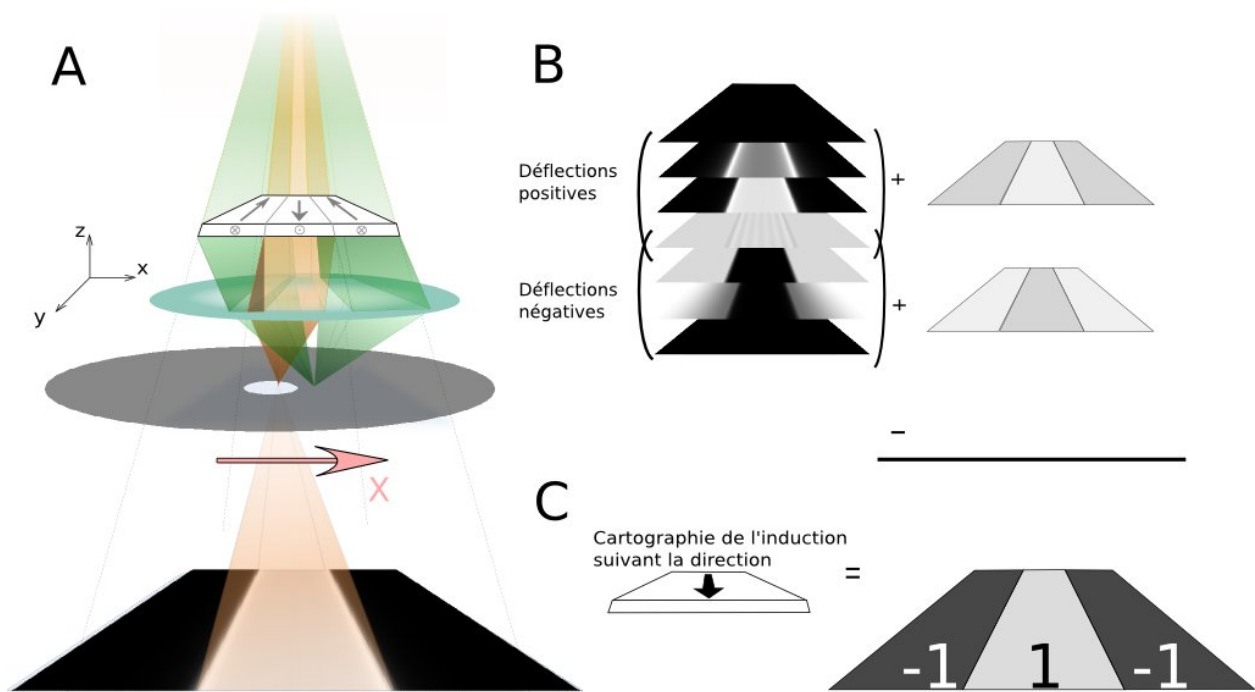 A
z
x
y
X
B
Déflections
positives
+
Déflections
négatives
+
-
C
Cartographie de l'induction
suivant la direction
=
-1 1 -1